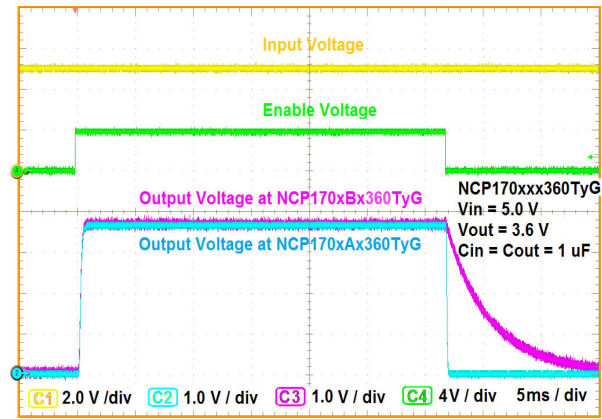 Input Voltage
Enable Voltage
Output Voltage at NCP170xBx360TyG
NCP170xxx360TyG
Vin = 5.0 V
Vout = 3.6 V
Cin = Cout = 1 uF
Output Voltage at NCP170xAx360TyG
C1 2.0 V /div C2 1.0 V / div C3 1.0 V / div C4 4V / div 5ms / div